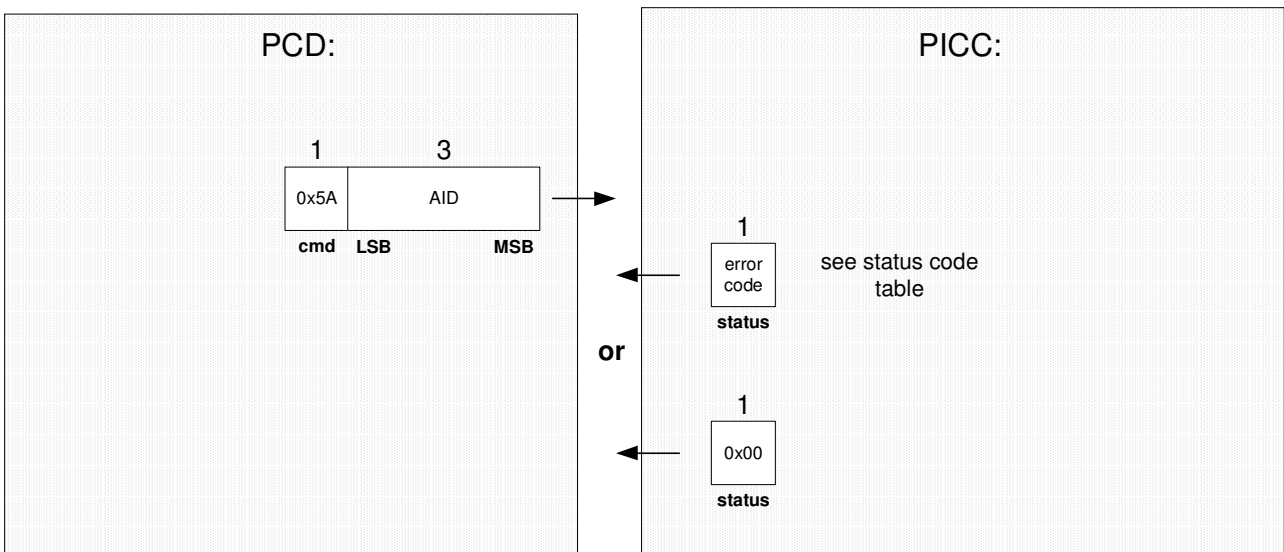 PCD:
PICC:
1 3
0x5A AID
cmd LSB MSB
1
error
code
see status code
table
status
or
1
0x00
status